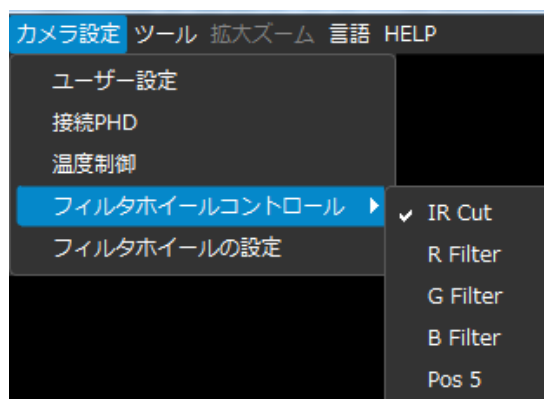 カメラ設定 ツール 拡大ズーム 言語 HELP
ユーザー設定
接続PHD
温度制御
フィルタホイールコントロール
フィルタホイールの設定
IR Cut
R Filter
G Filter
B Filter
Pos 5